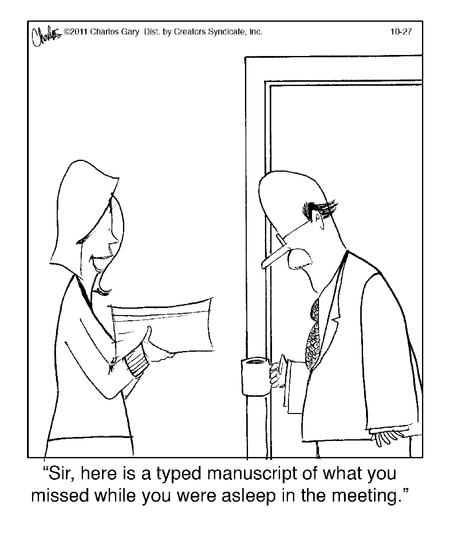 Charlos ©2011 Charlos Gary Dist. by Creators Syndicate, Inc. 10-27
“Sir, here is a typed manuscript of what you
missed while you were asleep in the meeting.”